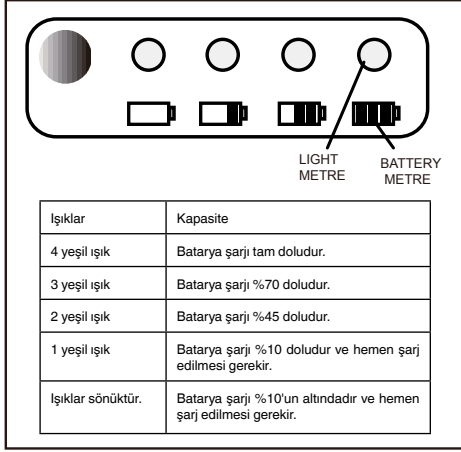 LIGHT
METRE
BATTERY
METRE
Işıklar Kapasite
4 yeşil ışık Batarya şarjı tam doludur.
3 yeşil ışık Batarya şarjı %70 doludur.
2 yeşil ışık Batarya şarjı %45 doludur.
1 yeşil ışık Batarya şarjı %10 doludur ve hemen şarj
edilmesi gerekir.
Işıklar sönüktür. Batarya şarjı %10'un altındadır ve hemen
şarj edilmesi gerekir.